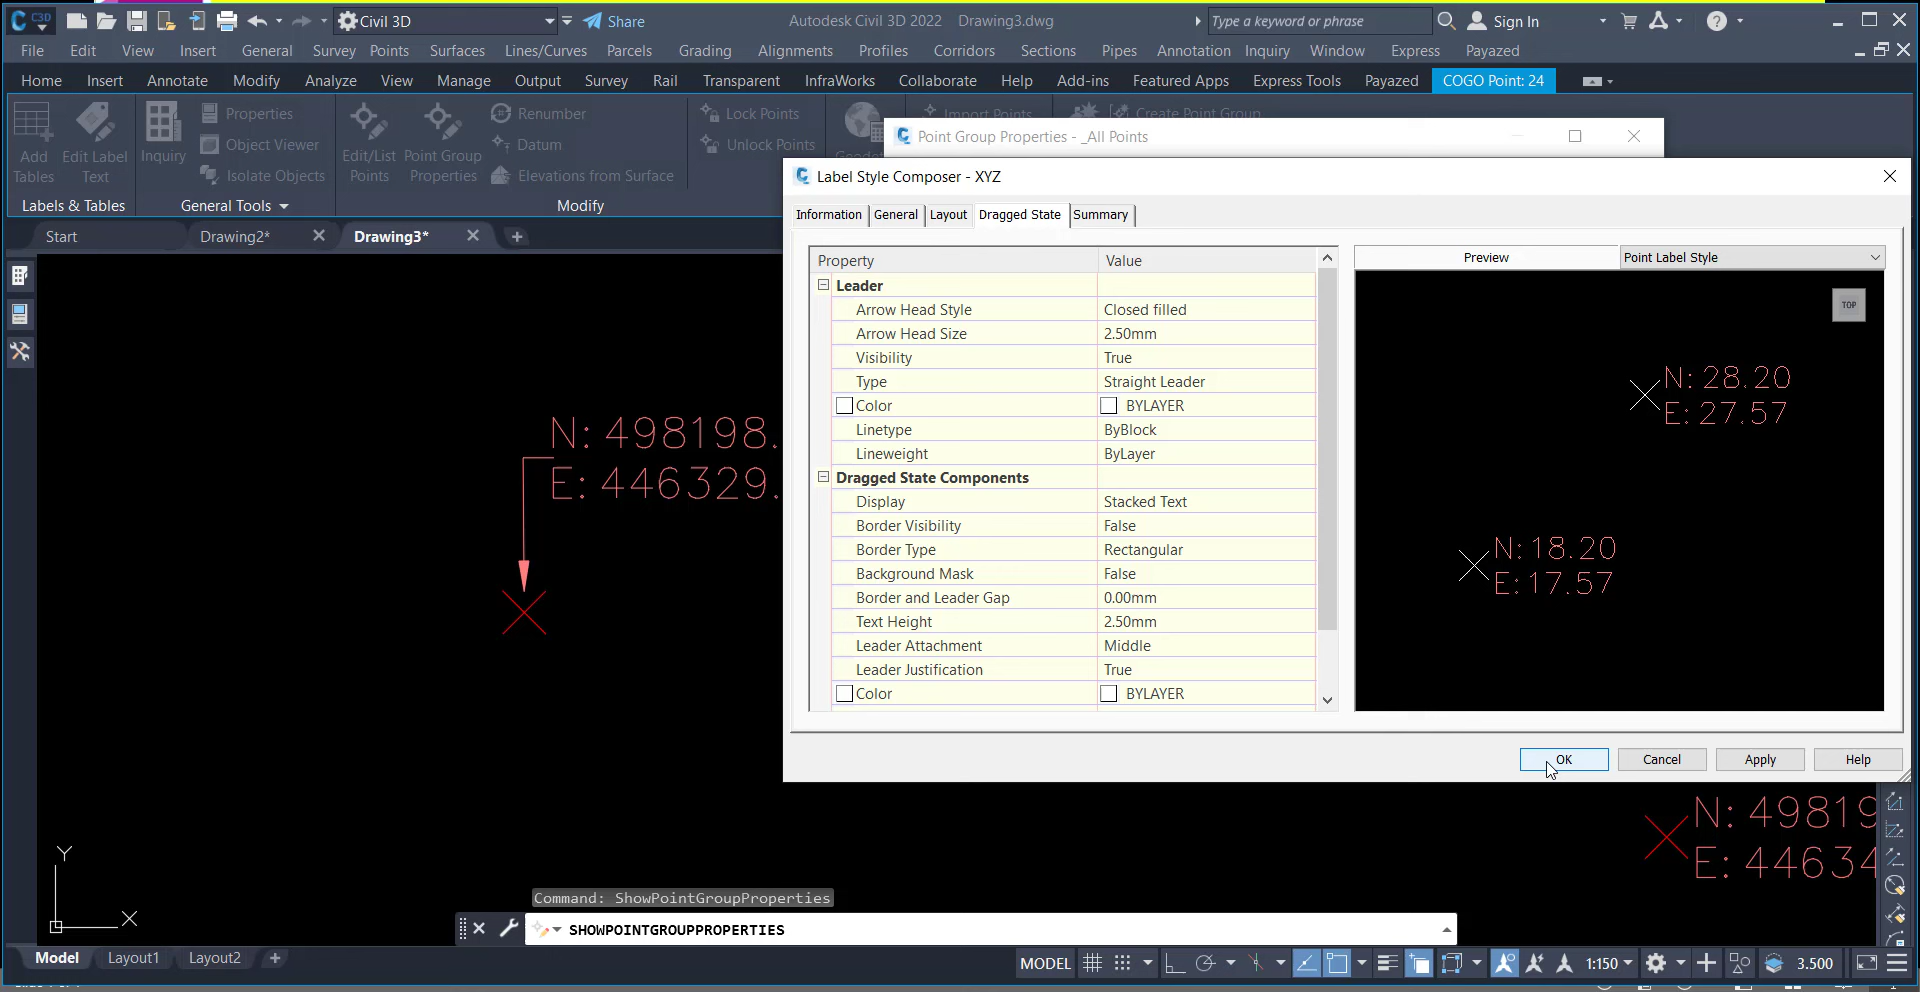 C3D
Civil 3D
Share
Autodesk Civil 3D 2022 Drawing3.dwg
Type a keyword or phrase
Sign In
File Edit View Insert General Survey Points Surfaces Lines/Curves Parcels Grading Alignments Profiles Corridors Sections Pipes Annotation Inquiry Window Express Payazed
Home Insert Annotate Modify Analyze View Manage Output Survey Rail Transparent InfraWorks Collaborate Help Add-ins Featured Apps Express Tools Payazed COGO Point: 24
Add
Tables
Edit Label
Text
Inquiry
Properties
Object Viewer
Isolate Objects
Edit/List
Points
Point Group
Properties
Renumber
Datum
Elevations from Surface
Lock Points
Unlock Points
Import Points
Create Point Group
Labels & Tables
General Tools
Modify
Point Group Properties - _All Points
Label Style Composer - XYZ
Information General Layout Dragged State Summary
Start
Drawing2*
Drawing3*
Property Value
Leader
Arrow Head Style Closed filled
Arrow Head Size 2.50mm
Visibility True
Type Straight Leader
Color BYLAYER
Linetype ByBlock
Lineweight ByLayer
Dragged State Components
Display Stacked Text
Border Visibility False
Border Type Rectangular
Background Mask False
Border and Leader Gap 0.00mm
Text Height 2.50mm
Leader Attachment Middle
Leader Justification True
Color BYLAYER
Preview
Point Label Style
TOP
N: 28.20
E: 27.57
N: 18.20
E: 17.57
OK Cancel Apply Help
N: 498198.
E: 446329.
N: 49819
E: 44634
Y
X
Command: ShowPointGroupProperties
SHOWPOINTGROUPPROPERTIES
Model Layout1 Layout2
MODEL
1:150
3.500